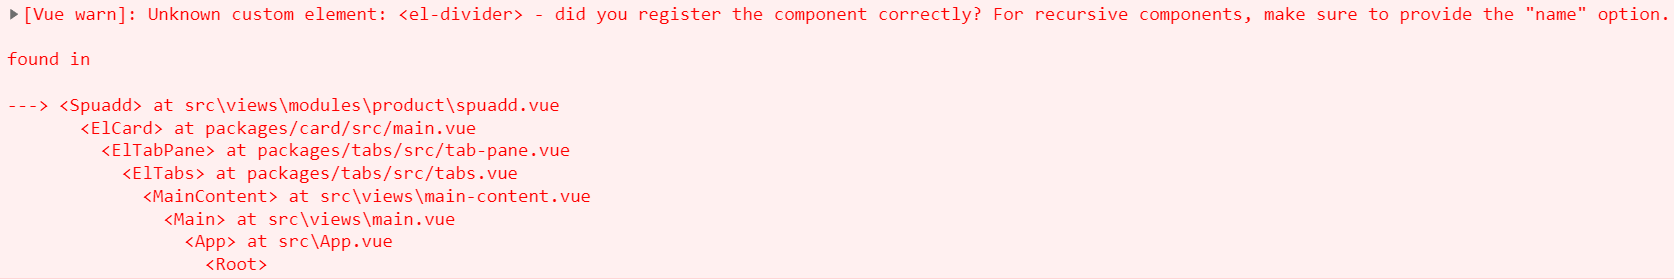 [Vue warn]: Unknown custom element: <el-divider> - did you register the component correctly? For recursive components, make sure to provide the "name" option.
found in
---> <Spuadd> at src\views\modules\product\spuadd.vue
<ElCard> at packages/card/src/main.vue
<ElTabPane> at packages/tabs/src/tab-pane.vue
<ElTabs> at packages/tabs/src/tabs.vue
<MainContent> at src\views\main-content.vue
<Main> at src\views\main.vue
<App> at src\App.vue
<Root>